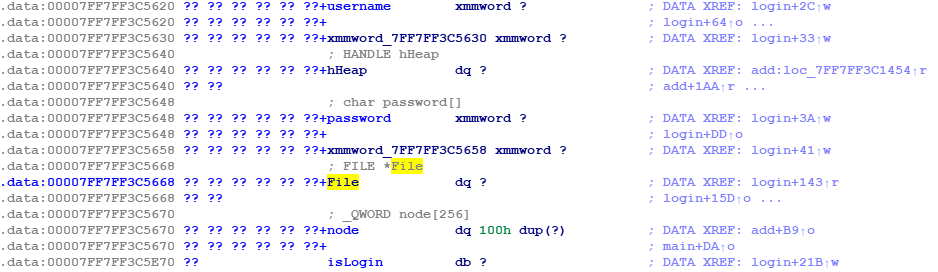 .data:00007FF7FF3C5620 ?? ?? ?? ?? ?? ??+username xmmword ? ; DATA XREF: login+2C↑w
.data:00007FF7FF3C5620 ?? ?? ?? ?? ?? ??+ ; login+64↑o ...
.data:00007FF7FF3C5630 ?? ?? ?? ?? ?? ??+xmmword_7FF7FF3C5630 xmmword ? ; DATA XREF: login+33↑w
.data:00007FF7FF3C5640 ; HANDLE hHeap
.data:00007FF7FF3C5640 ?? ?? ?? ?? ?? ??+hHeap dq ? ; DATA XREF: add:loc_7FF7FF3C1454↑r
.data:00007FF7FF3C5640 ?? ?? ; add+1AA↑r ...
.data:00007FF7FF3C5648 ; char password[]
.data:00007FF7FF3C5648 ?? ?? ?? ?? ?? ??+password xmmword ? ; DATA XREF: login+3A↑w
.data:00007FF7FF3C5648 ?? ?? ?? ?? ?? ??+ ; login+DD↑o
.data:00007FF7FF3C5658 ?? ?? ?? ?? ?? ??+xmmword_7FF7FF3C5658 xmmword ? ; DATA XREF: login+41↑w
.data:00007FF7FF3C5668 ; FILE *File
.data:00007FF7FF3C5668 ?? ?? ?? ?? ?? ??+File dq ? ; DATA XREF: login+143↑r
.data:00007FF7FF3C5668 ?? ?? ; login+15D↑o ...
.data:00007FF7FF3C5670 ; _QWORD node[256]
.data:00007FF7FF3C5670 ?? ?? ?? ?? ?? ??+node dq 100h dup(?) ; DATA XREF: add+B9↑o
.data:00007FF7FF3C5670 ?? ?? ?? ?? ?? ??+ ; main+DA↑o
.data:00007FF7FF3C5E70 ?? isLogin db ? ; DATA XREF: login+21B↑w